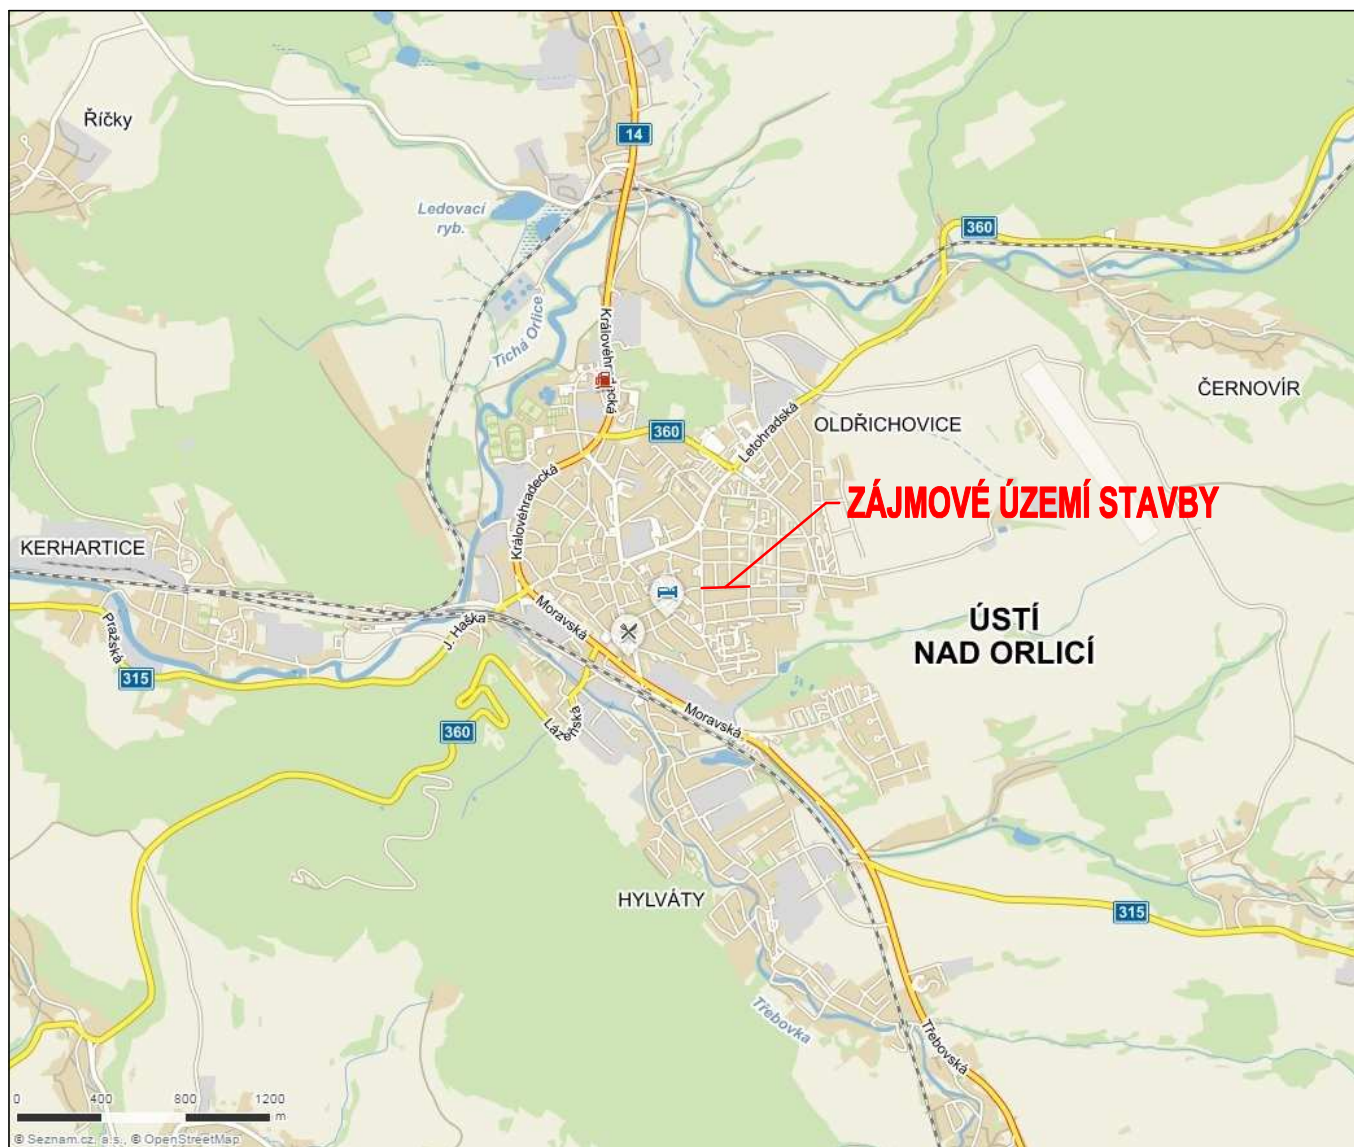 Říčky
14
Ledovací
ryb.
360
Tichá Orlice
Královéhradecká
ČERNOVÍR
OLDŘICHOVICE
360
Letohradská
Královéhradecká
ZÁJMOVÉ ÚZEMÍ STAVBY
KERHARTICE
ÚSTÍ
NAD ORLICÍ
Moravská
J. Haška
Pražská
315
Lázeňská
Moravská
360
HYLVÁTY
315
Třebovka
Třebovská
0 400 800 1200
m
© Seznam.cz, a.s., © OpenStreetMap